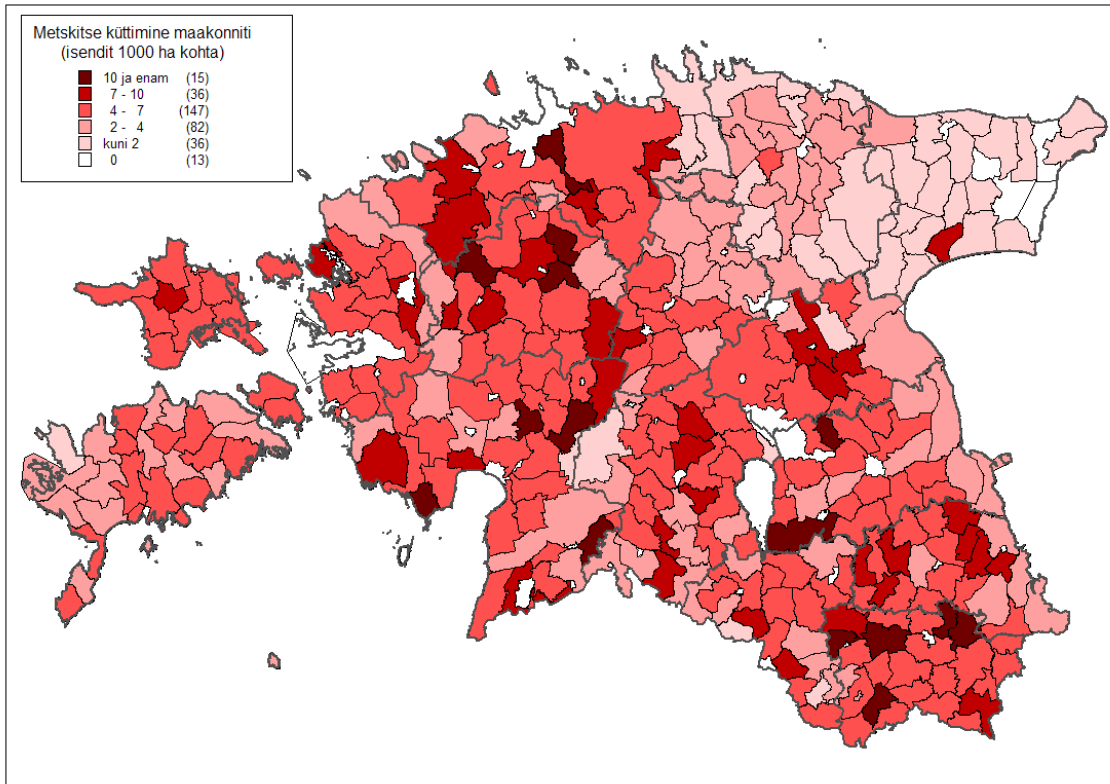 Metskitse küttimine maakonniti
(isendit 1000 ha kohta)
10 ja enam (15)
7 - 10 (36)
4 - 7 (147)
2 - 4 (82)
kuni 2 (36)
0 (13)